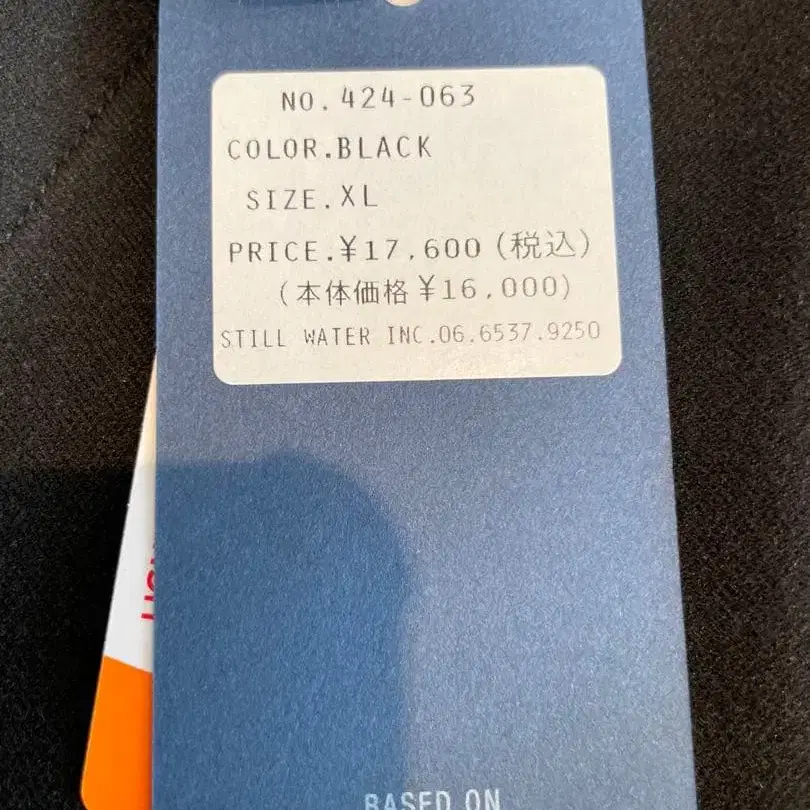 NO.424-063
COLOR.BLACK
SIZE.XL
PRICE.¥17,600(税込)
(本体価格¥16,000)
STILL WATER INC.06.6537.9250
BASED ON